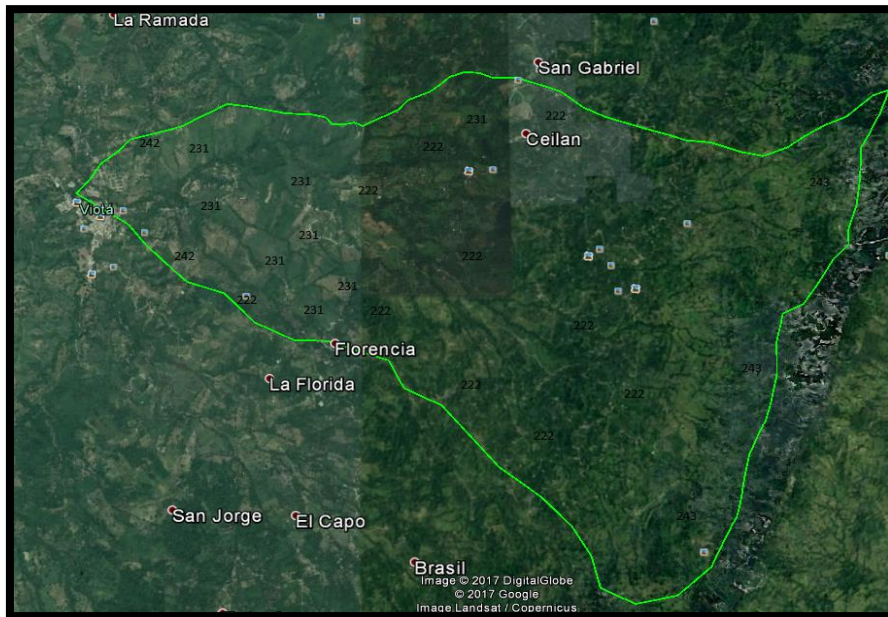 La Ramada
San Gabriel
222
231
Ceilan
242
231
222
231
243
222
231
Viotá
231
242
231
222
231
222
231
222
222
Florencia
243
La Florida
222
222
222
San Jorge
El Capo
243
Brasil
Image © 2017 DigitalGlobe
© 2017 Google
Image Landsat / Copernicus